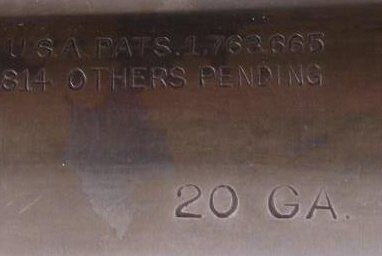 U.S.A. PATS. 1,763,665
814 OTHERS PENDING
20 GA.